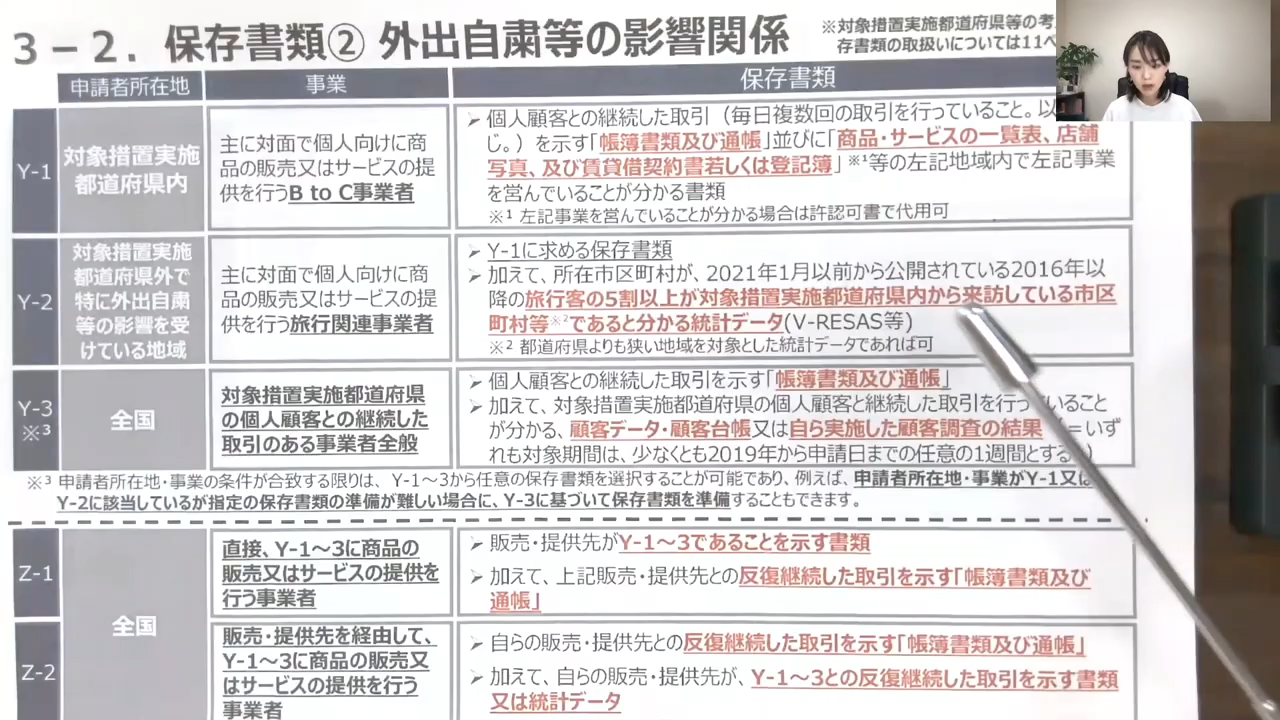 3－2．保存書類② 外出自粛等の影響関係
※対象措置実施都道府県等の考
存書類の取扱いについては11ペ
申請者所在地 事業 保存書類
Y-1
対象措置実施
都道府県内
主に対面で個人向けに商
品の販売又はサービスの提
供を行うB to C事業者
➢ 個人顧客との継続した取引（毎日複数回の取引を行っていること。以
じ。）を示す「帳簿書類及び通帳」並びに「商品・サービスの一覧表、店舗
写真、及び賃貸借契約書若しくは登記簿」※¹等の左記地域内で左記事業
を営んでいることが分かる書類
※¹ 左記事業を営んでいることが分かる場合は許認可書で代用可
Y-2
対象措置実施
都道府県外で
特に外出自粛
等の影響を受
けている地域
主に対面で個人向けに商
品の販売又はサービスの提
供を行う旅行関連事業者
➢ Y-1に求める保存書類
➢ 加えて、所在市区町村が、2021年1月以前から公開されている2016年以
降の旅行客の5割以上が対象措置実施都道府県内から来訪している市区
町村等※²であると分かる統計データ(V-RESAS等)
※² 都道府県よりも狭い地域を対象とした統計データであれば可
Y-3
※³
全国
対象措置実施都道府県
の個人顧客との継続した
取引のある事業者全般
➢ 個人顧客との継続した取引を示す「帳簿書類及び通帳」
➢ 加えて、対象措置実施都道府県の個人顧客と継続した取引を行っていること
が分かる、顧客データ・顧客台帳又は自ら実施した顧客調査の結果 いず
れも対象期間は、少なくとも2019年から申請日までの任意の1週間とする
※³ 申請者所在地・事業の条件が合致する限りは、Y-1～3から任意の保存書類を選択することが可能であり、例えば、申請者所在地・事業がY-1又は
Y-2に該当しているが指定の保存書類の準備が難しい場合に、Y-3に基づいて保存書類を準備することもできます。
Z-1
全国
直接、Y-1～3に商品の
販売又はサービスの提供を
行う事業者
➢ 販売・提供先がY-1～3であることを示す書類
➢ 加えて、上記販売・提供先との反復継続した取引を示す「帳簿書類及び
通帳」
Z-2
販売・提供先を経由して、
Y-1～3に商品の販売又
はサービスの提供を行う
事業者
➢ 自らの販売・提供先との反復継続した取引を示す「帳簿書類及び通帳」
➢ 加えて、自らの販売・提供先が、Y-1～3との反復継続した取引を示す書類
又は統計データ